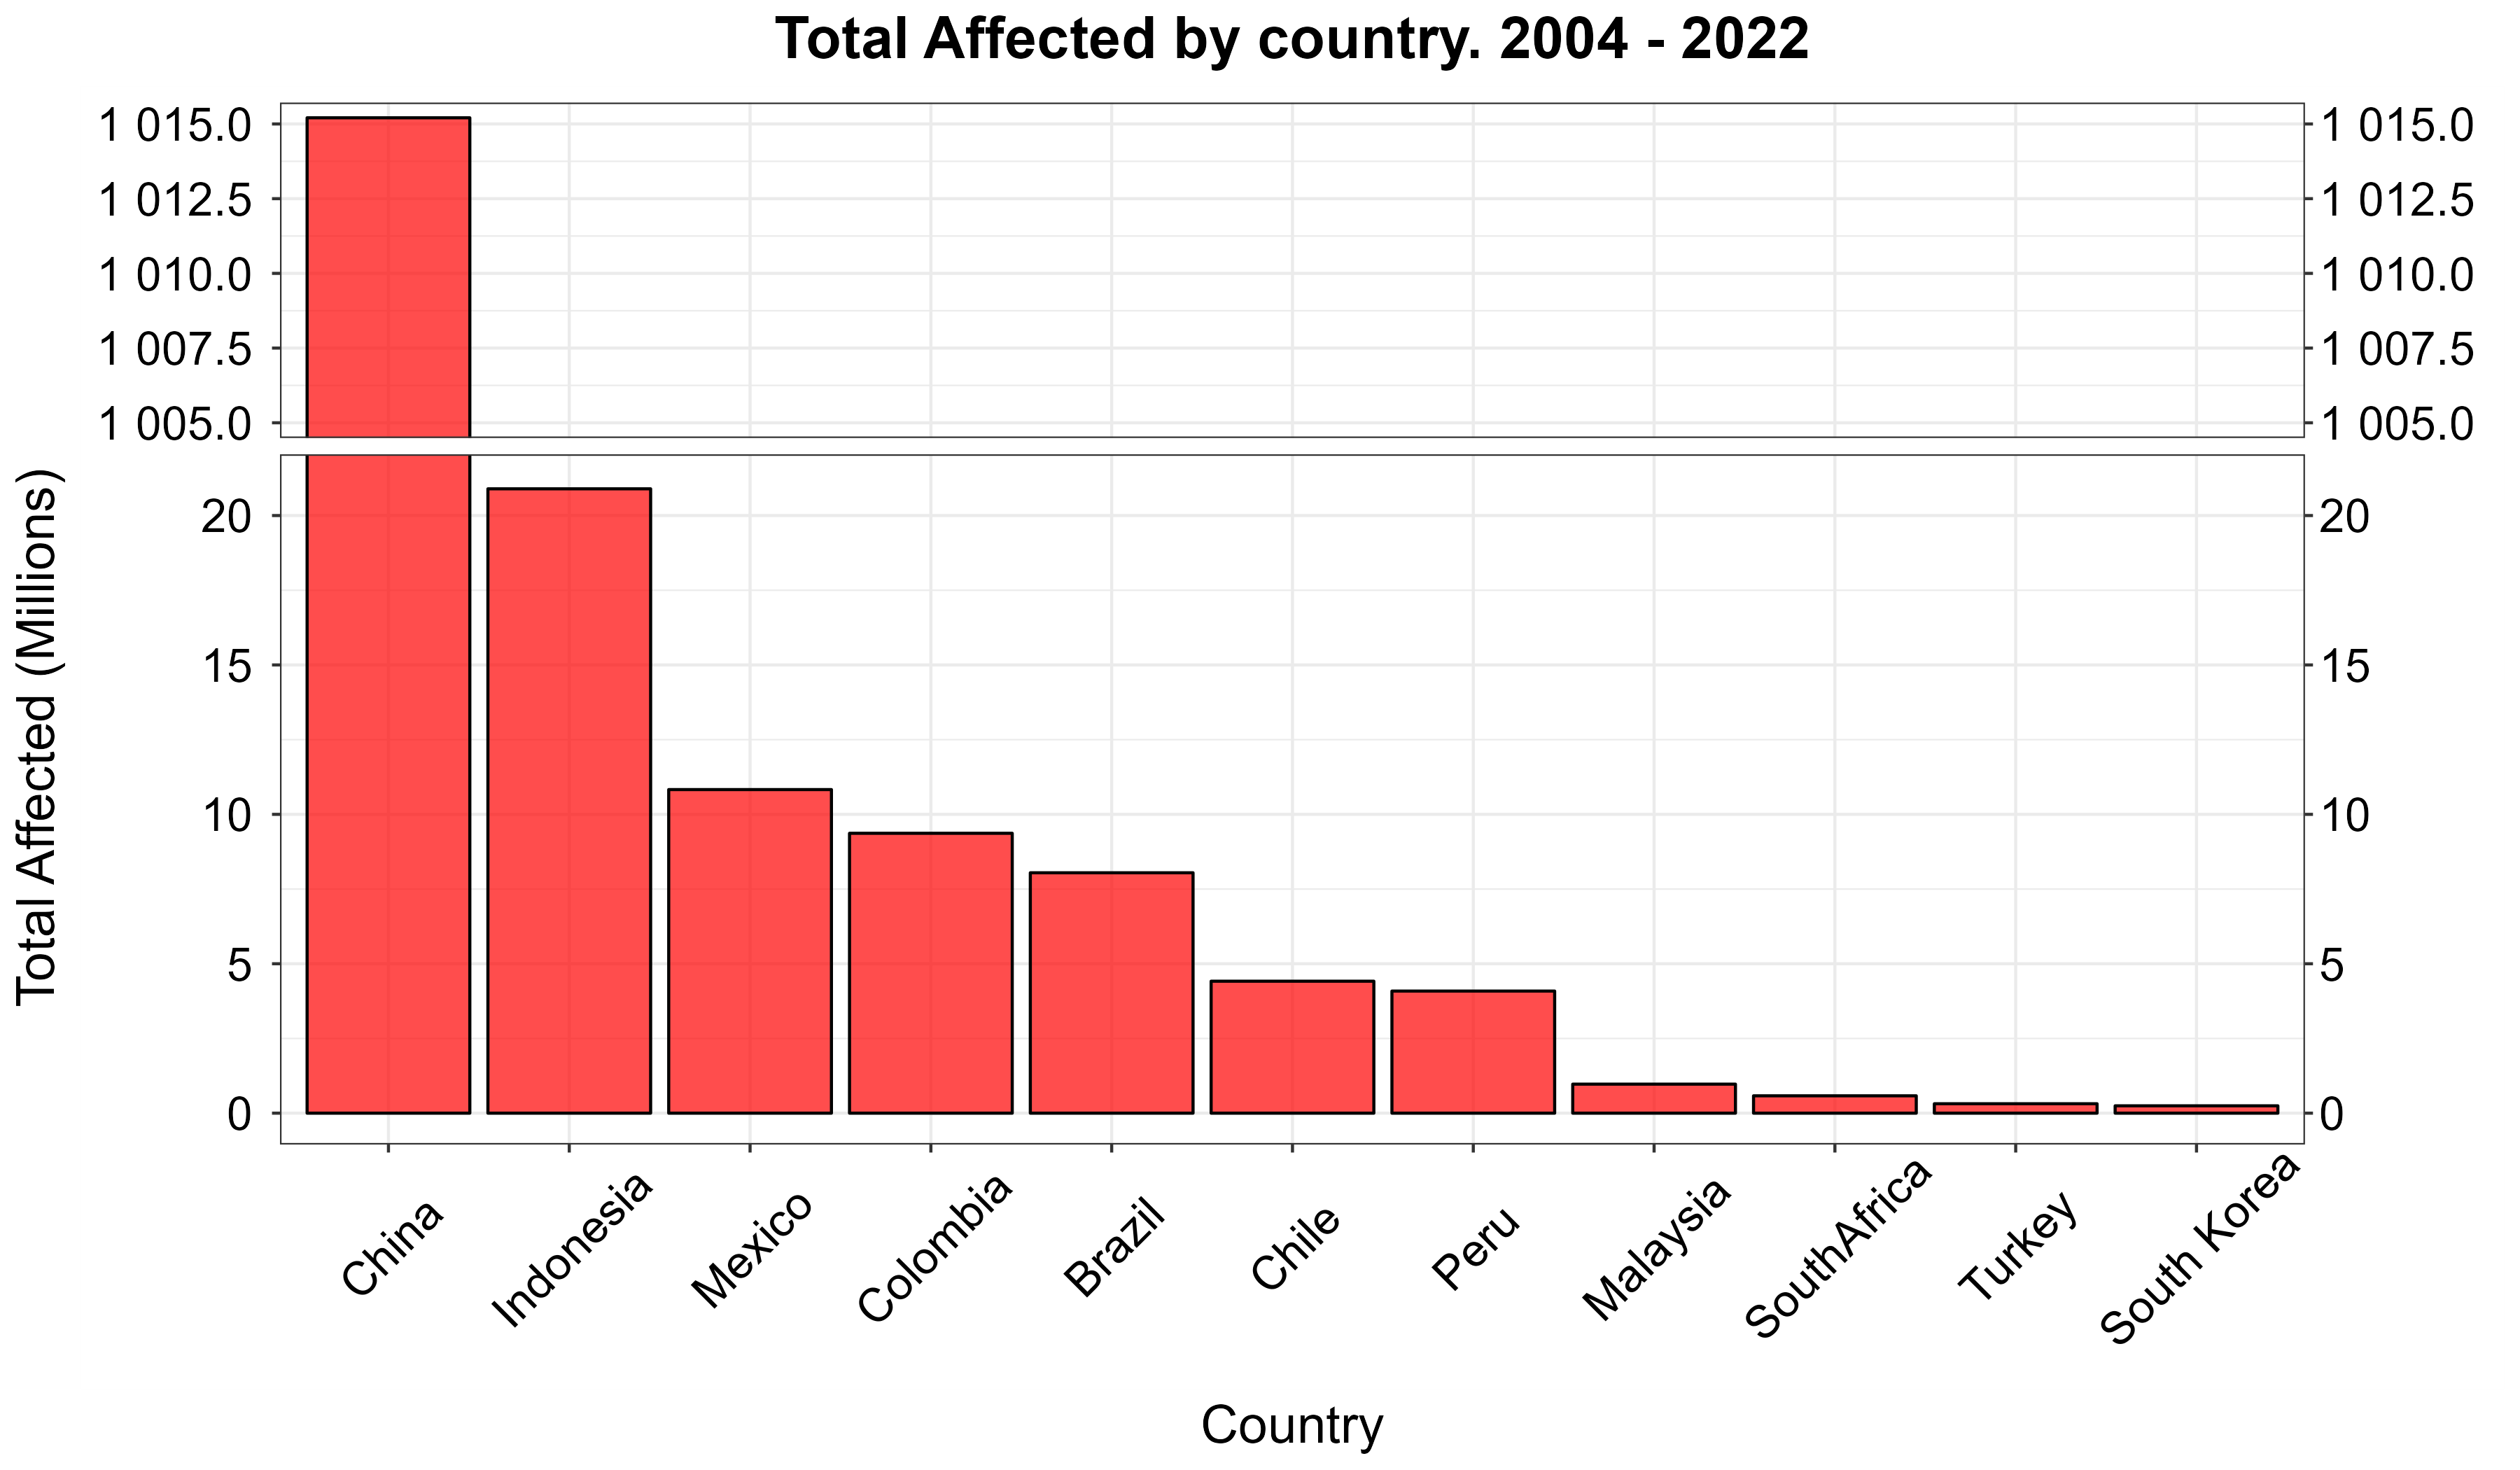 Total Affected by country. 2004 - 2022
1 015.0
1 012.5
1 010.0
1 007.5
1 005.0
1 015.0
1 012.5
1 010.0
1 007.5
1 005.0
Total Affected (Millions)
20
15
10
5
0
20
15
10
5
0
China
Indonesia
Mexico
Colombia
Brazil
Chile
Peru
Malaysia
SouthAfrica
Turkey
South Korea
Country